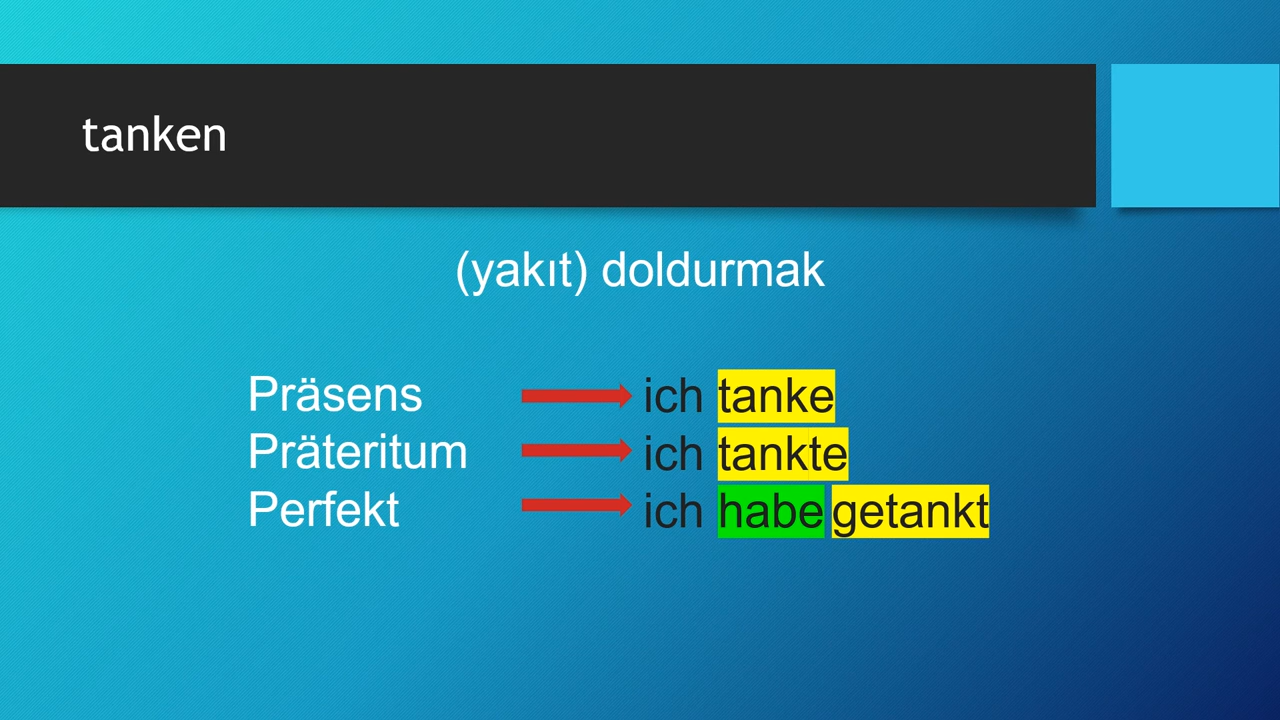 tanken
(yakıt) doldurmak
Präsens ich tanke
Präteritum ich tankte
Perfekt ich habe getankt